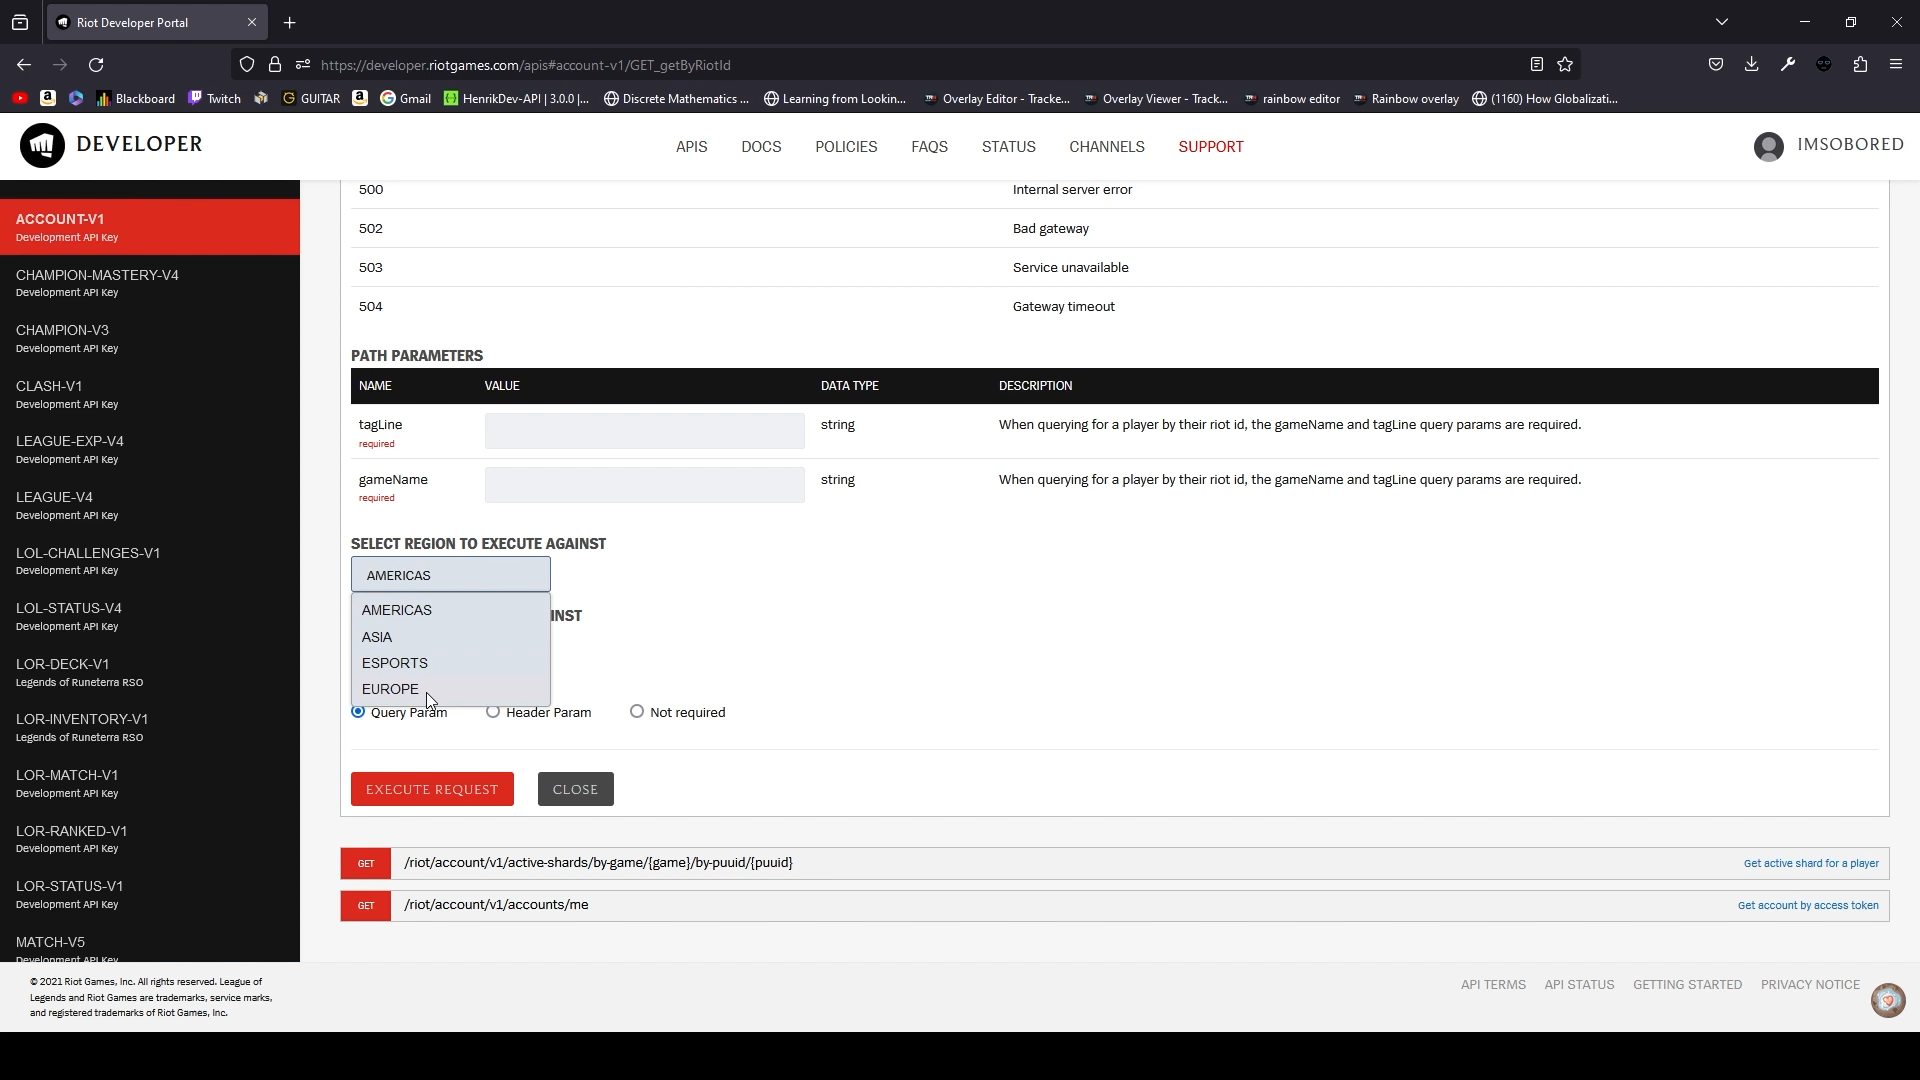 Riot Developer Portal
https://developer.riotgames.com/apis#account-v1/GET_getByRiotId
Blackboard
Twitch
GUITAR
Gmail
HenrikDev-API | 3.0.0 |...
Discrete Mathematics ...
Learning from Lookin...
Overlay Editor - Tracke...
Overlay Viewer - Track...
rainbow editor
Rainbow overlay
(1160) How Globalizati...
DEVELOPER
APIS
DOCS
POLICIES
FAQS
STATUS
CHANNELS
SUPPORT
IMSOBORED
ACCOUNT-V1
Development API Key
CHAMPION-MASTERY-V4
Development API Key
CHAMPION-V3
Development API Key
CLASH-V1
Development API Key
LEAGUE-EXP-V4
Development API Key
LEAGUE-V4
Development API Key
LOL-CHALLENGES-V1
Development API Key
LOL-STATUS-V4
Development API Key
LOR-DECK-V1
Legends of Runeterra RSO
LOR-INVENTORY-V1
Legends of Runeterra RSO
LOR-MATCH-V1
Development API Key
LOR-RANKED-V1
Development API Key
LOR-STATUS-V1
Development API Key
MATCH-V5
Development API Key
500 Internal server error
502 Bad gateway
503 Service unavailable
504 Gateway timeout
PATH PARAMETERS
NAME VALUE DATA TYPE DESCRIPTION
tagLine string When querying for a player by their riot id, the gameName and tagLine query params are required.
required
gameName string When querying for a player by their riot id, the gameName and tagLine query params are required.
required
SELECT REGION TO EXECUTE AGAINST
AMERICAS
AMERICAS
INST
ASIA
ESPORTS
EUROPE
Query Param Header Param Not required
EXECUTE REQUEST CLOSE
GET /riot/account/v1/active-shards/by-game/{game}/by-puuid/{puuid} Get active shard for a player
GET /riot/account/v1/accounts/me Get account by access token
© 2021 Riot Games, Inc. All rights reserved. League of
Legends and Riot Games are trademarks, service marks,
and registered trademarks of Riot Games, Inc.
API TERMS API STATUS GETTING STARTED PRIVACY NOTICE